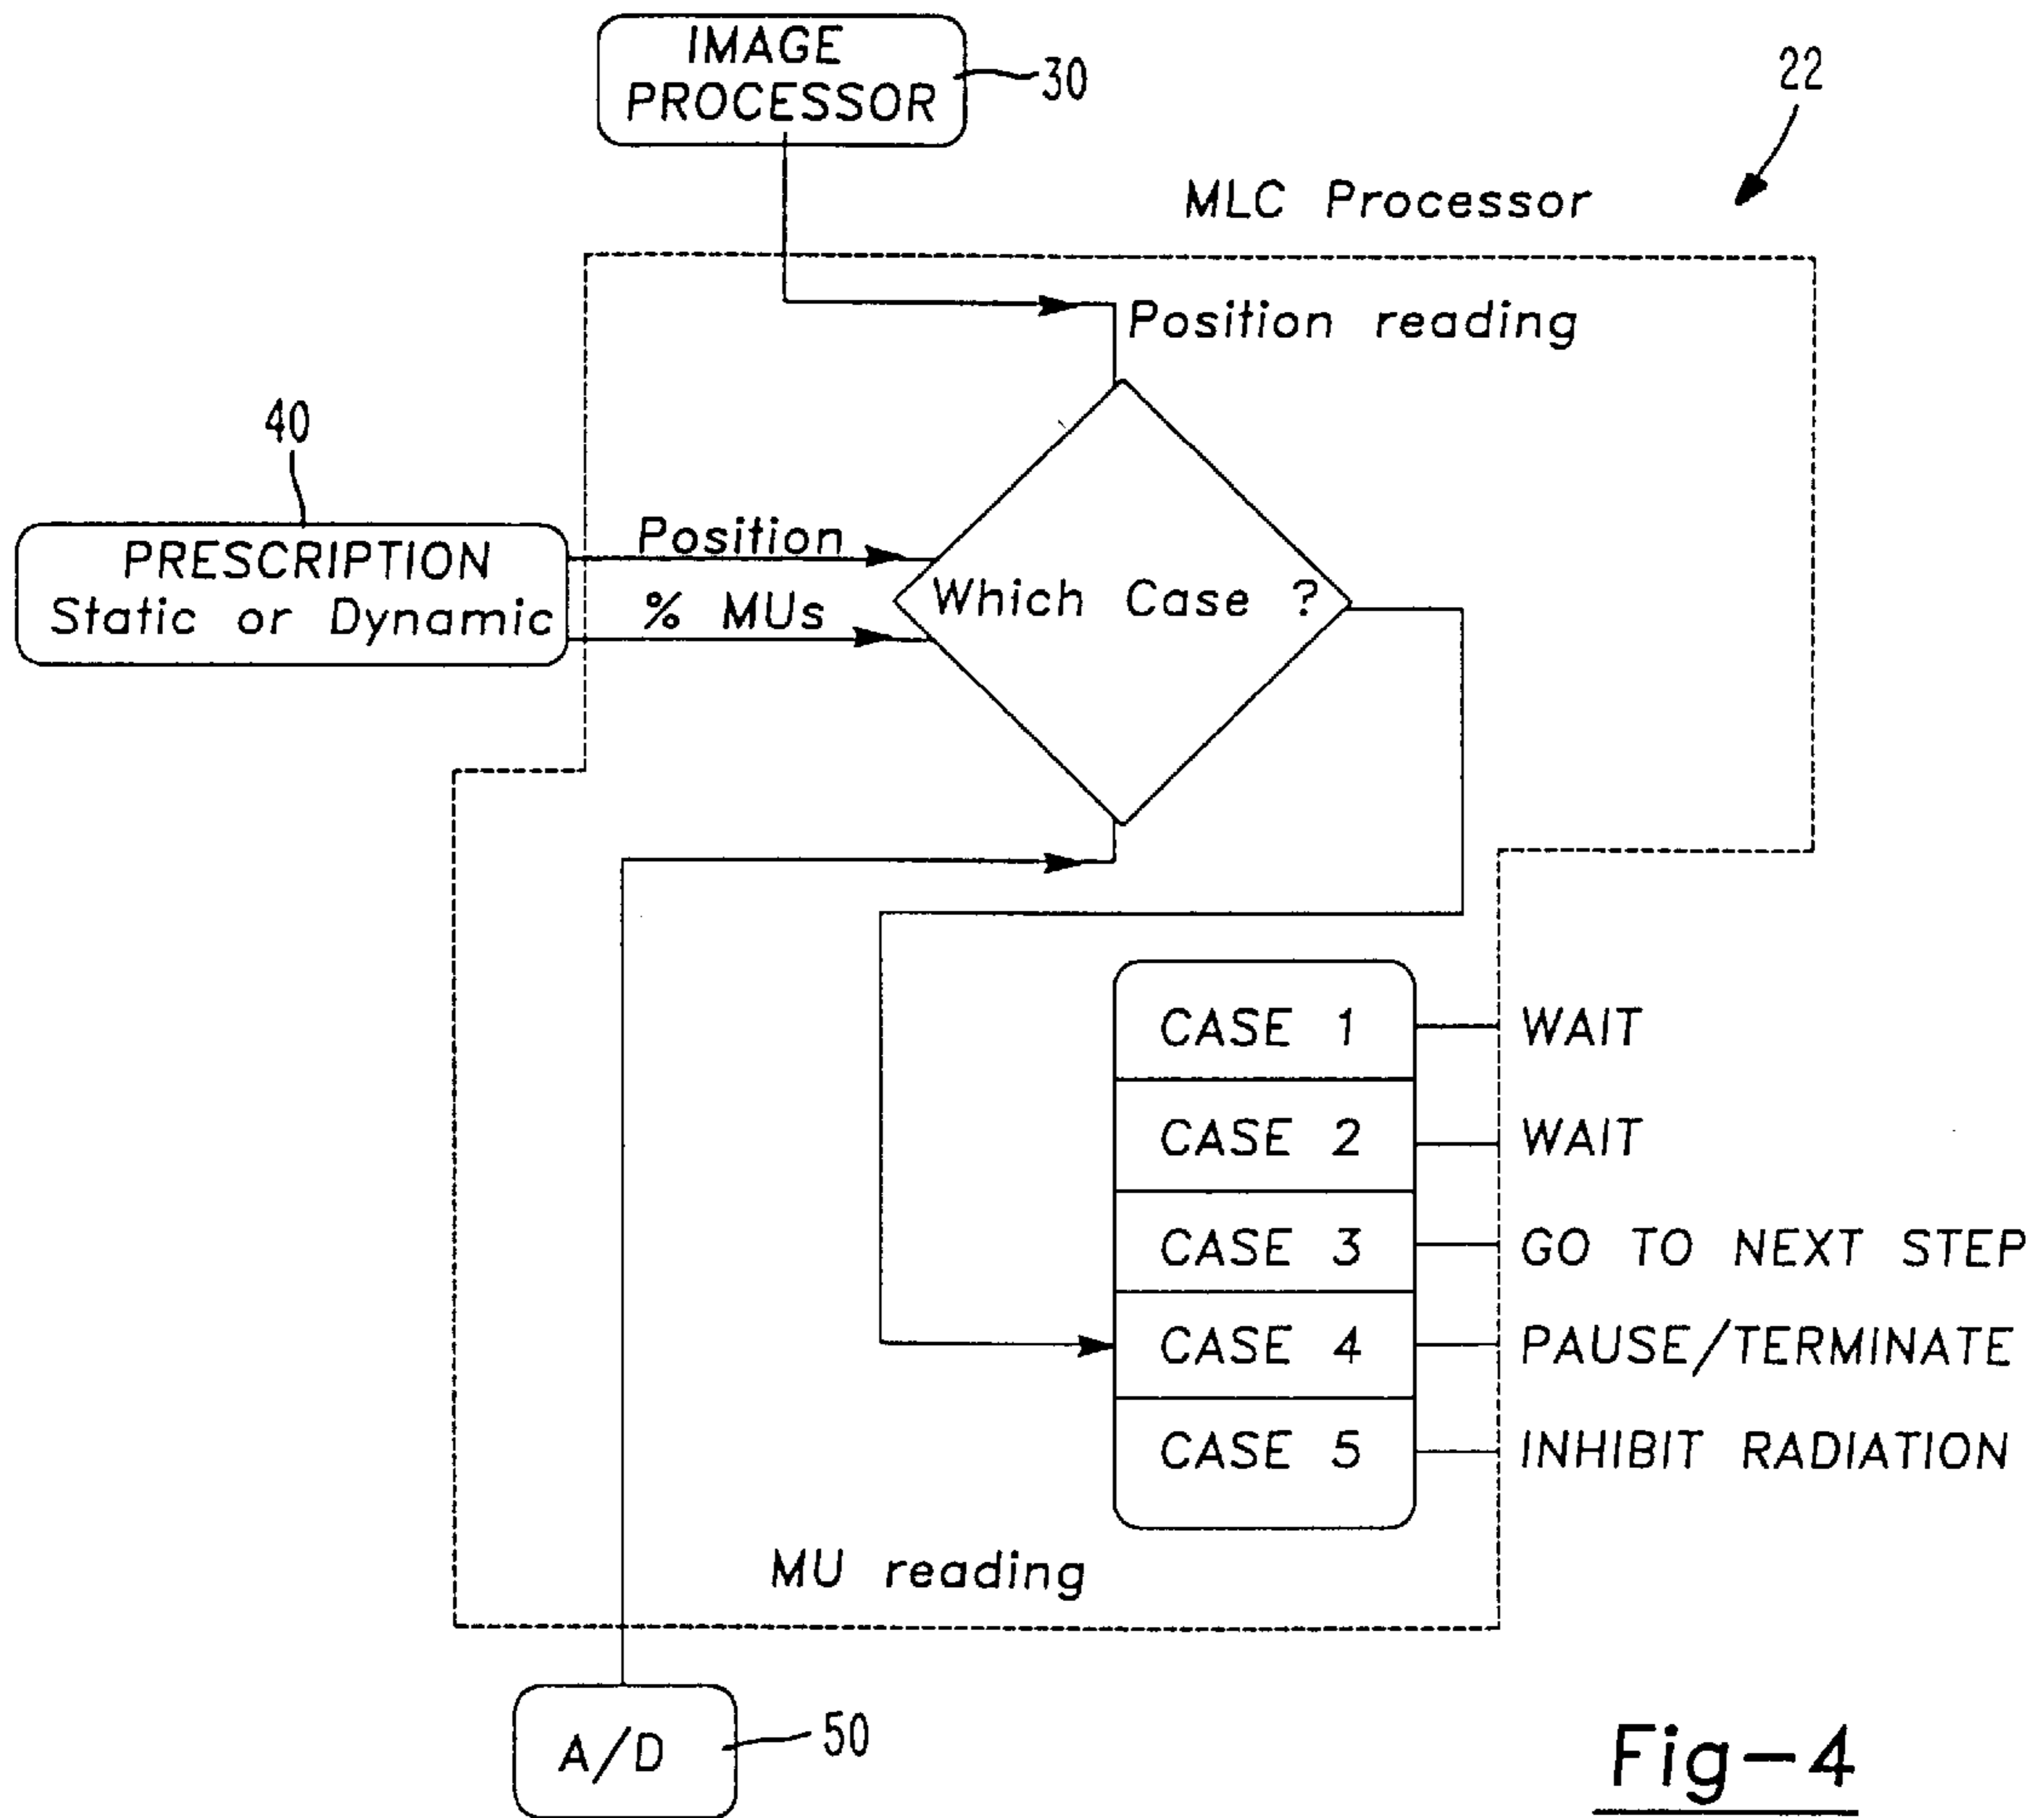 IMAGE
PROCESSOR
30
22
MLC Processor
Position reading
40
PRESCRIPTION
Static or Dynamic
Position
% MUs
Which Case ?
CASE 1 WAIT
CASE 2 WAIT
CASE 3 GO TO NEXT STEP
CASE 4 PAUSE/TERMINATE
CASE 5 INHIBIT RADIATION
MU reading
A/D
50
Fig-4